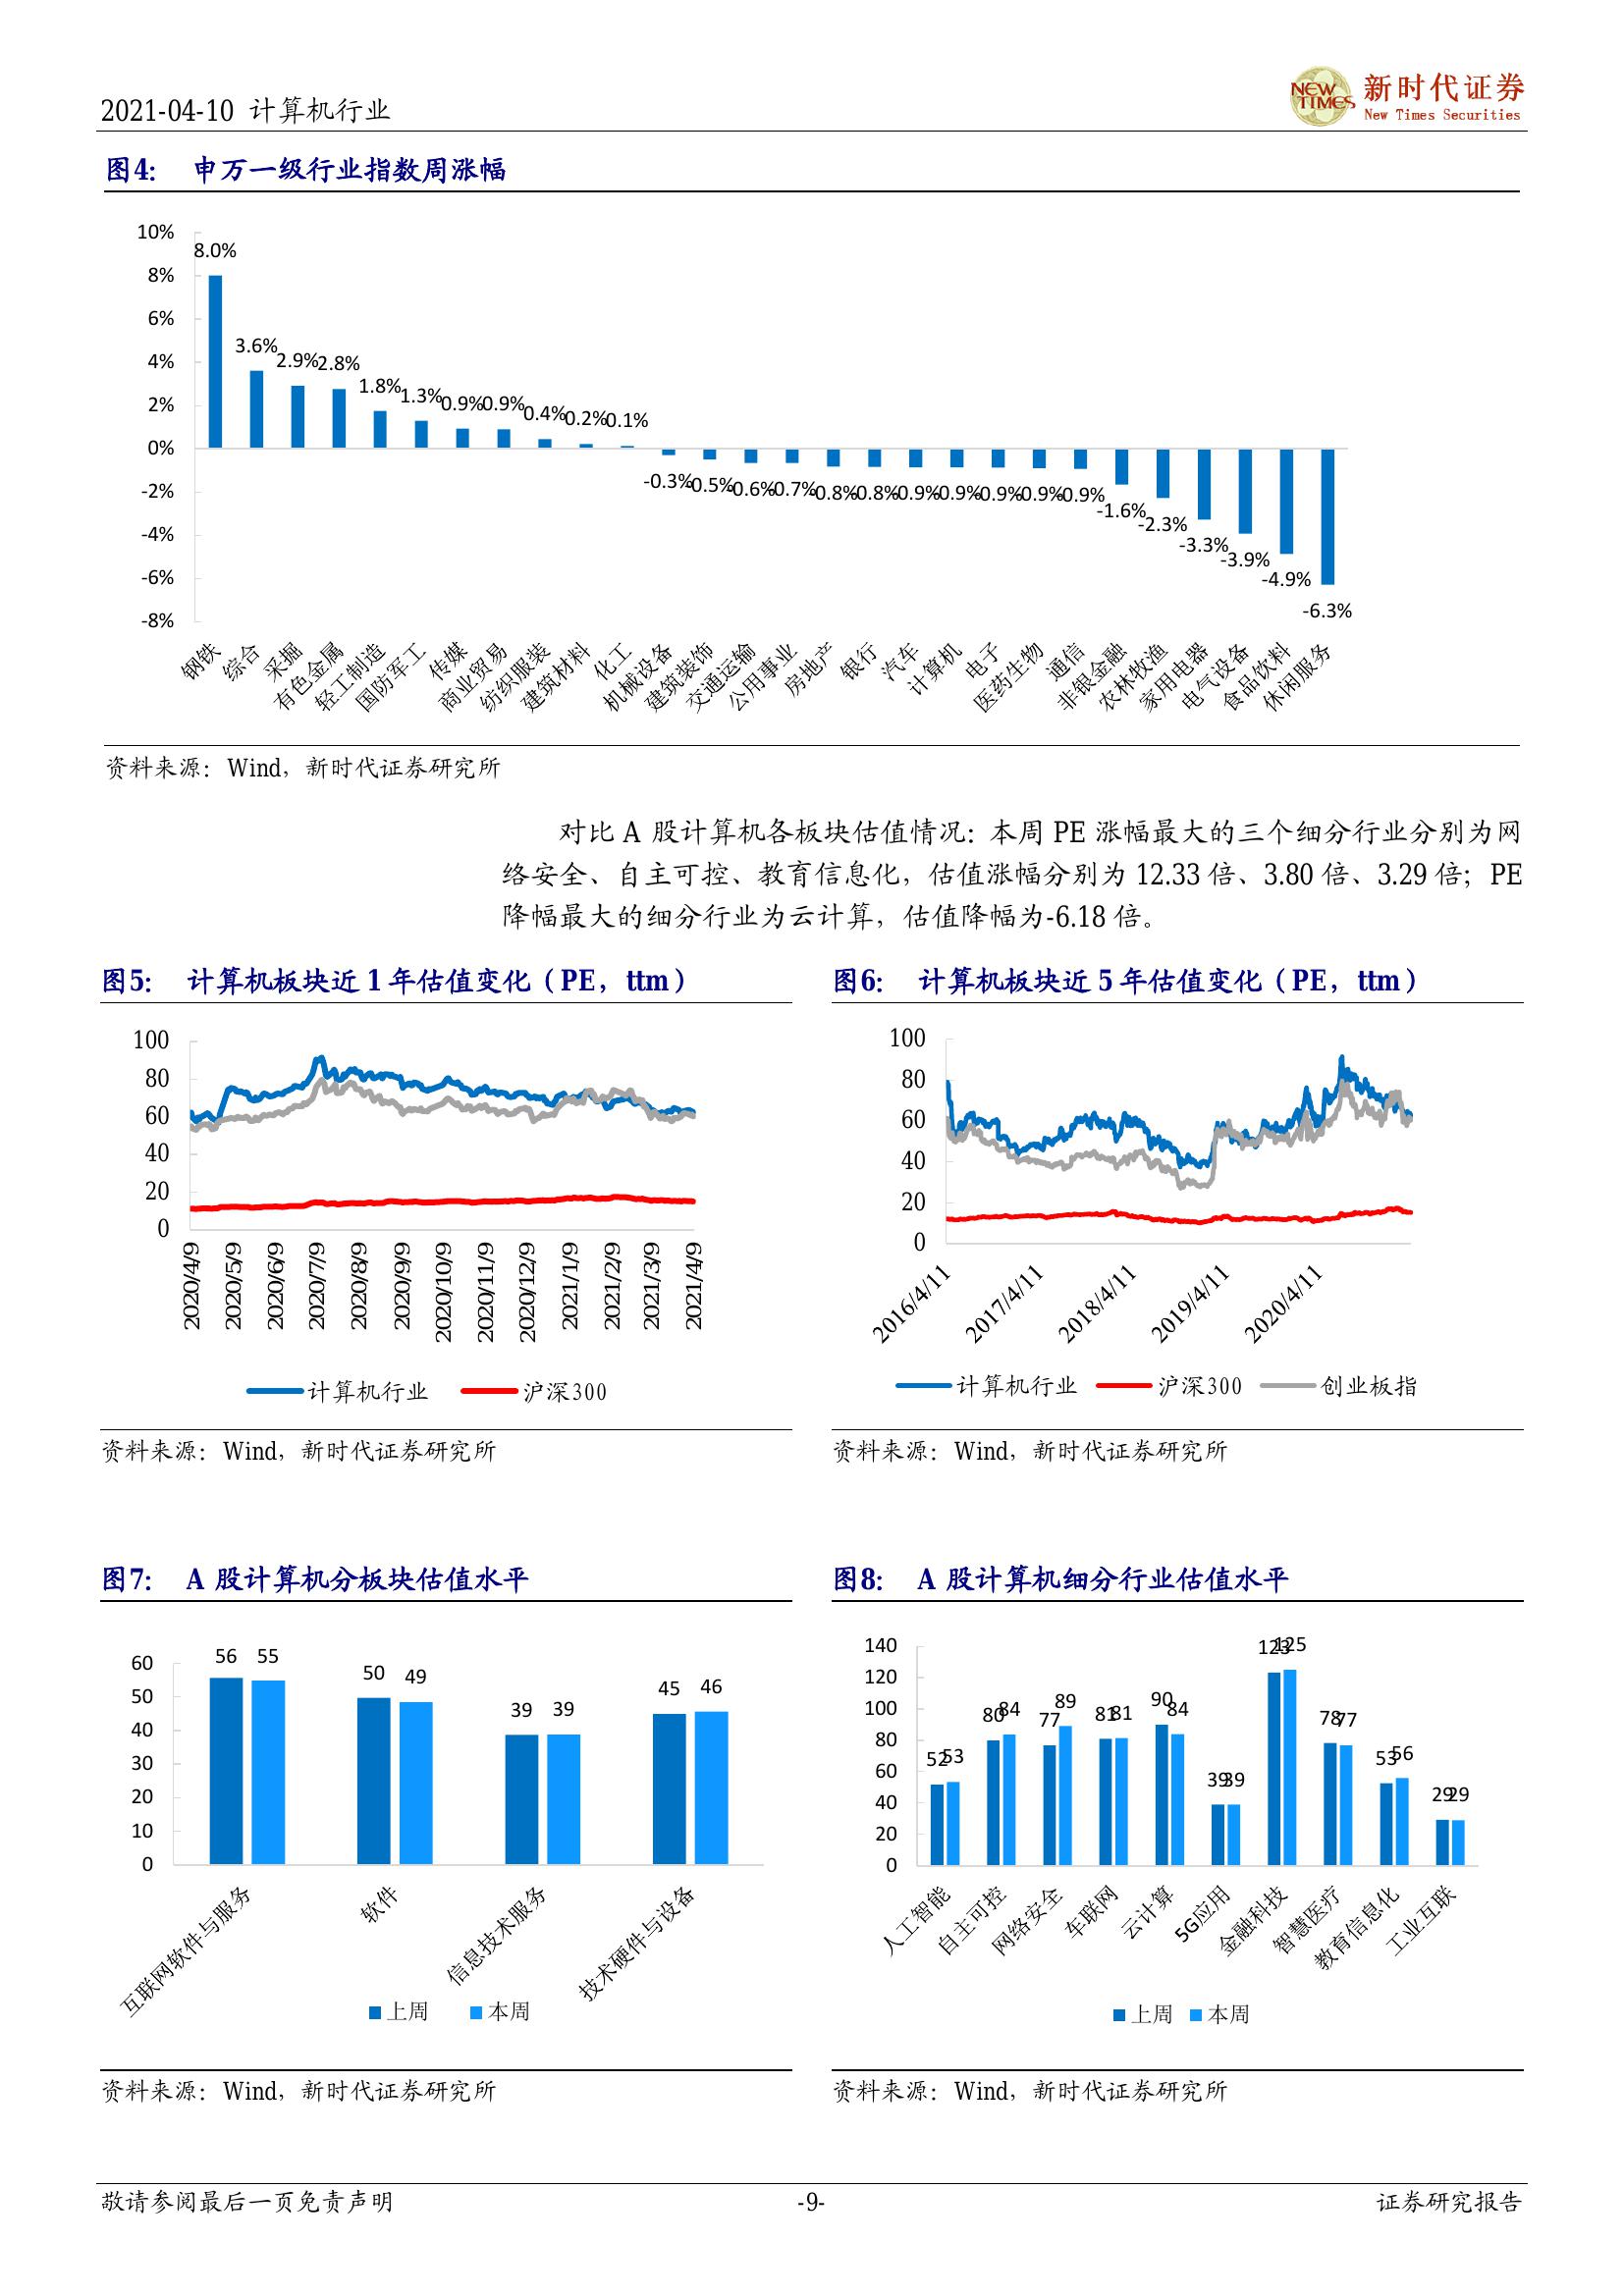 2021-04-10 计算机行业
NEW TIMES
新时代证券
New Times Securities
图4： 申万一级行业指数周涨幅
10%
8%
6%
4%
2%
0%
-2%
-4%
-6%
-8%
8.0%
3.6%
2.9%
2.8%
1.8%
1.3%
0.9%
0.9%
0.4%
0.2%
0.1%
-0.3%
-0.5%
-0.6%
-0.7%
-0.8%
-0.8%
-0.9%
-0.9%
-0.9%
-0.9%
-0.9%
-1.6%
-2.3%
-3.3%
-3.9%
-4.9%
-6.3%
钢铁
综合
采掘
有色金属
轻工制造
国防军工
传媒
商业贸易
纺织服装
建筑材料
化工
机械设备
建筑装饰
交通运输
公用事业
房地产
银行
汽车
计算机
电子
医药生物
通信
非银金融
农林牧渔
家用电器
电气设备
食品饮料
休闲服务
资料来源：Wind，新时代证券研究所
对比 A 股计算机各板块估值情况：本周 PE 涨幅最大的三个细分行业分别为网
络安全、自主可控、教育信息化，估值涨幅分别为 12.33 倍、3.80 倍、3.29 倍；PE
降幅最大的细分行业为云计算，估值降幅为-6.18 倍。
图5： 计算机板块近 1 年估值变化（PE，ttm）
100
80
60
40
20
0
2020/4/9
2020/5/9
2020/6/9
2020/7/9
2020/8/9
2020/9/9
2020/10/9
2020/11/9
2020/12/9
2021/1/9
2021/2/9
2021/3/9
2021/4/9
计算机行业 沪深300
资料来源：Wind，新时代证券研究所
图6： 计算机板块近 5 年估值变化（PE，ttm）
100
80
60
40
20
0
2016/4/11
2017/4/11
2018/4/11
2019/4/11
2020/4/11
计算机行业 沪深300 创业板指
资料来源：Wind，新时代证券研究所
图7： A 股计算机分板块估值水平
60
50
40
30
20
10
0
56 55
50 49
39 39
45 46
互联网软件与服务
软件
信息技术服务
技术硬件与设备
上周 本周
资料来源：Wind，新时代证券研究所
图8： A 股计算机细分行业估值水平
140
120
100
80
60
40
20
0
52 53
80 84
77 89
81 81
90 84
39 39
123 125
78 77
53 56
29 29
人工智能
自主可控
网络安全
车联网
云计算
5G应用
金融科技
智慧医疗
教育信息化
工业互联
上周 本周
资料来源：Wind，新时代证券研究所
敬请参阅最后一页免责声明
-9-
证券研究报告